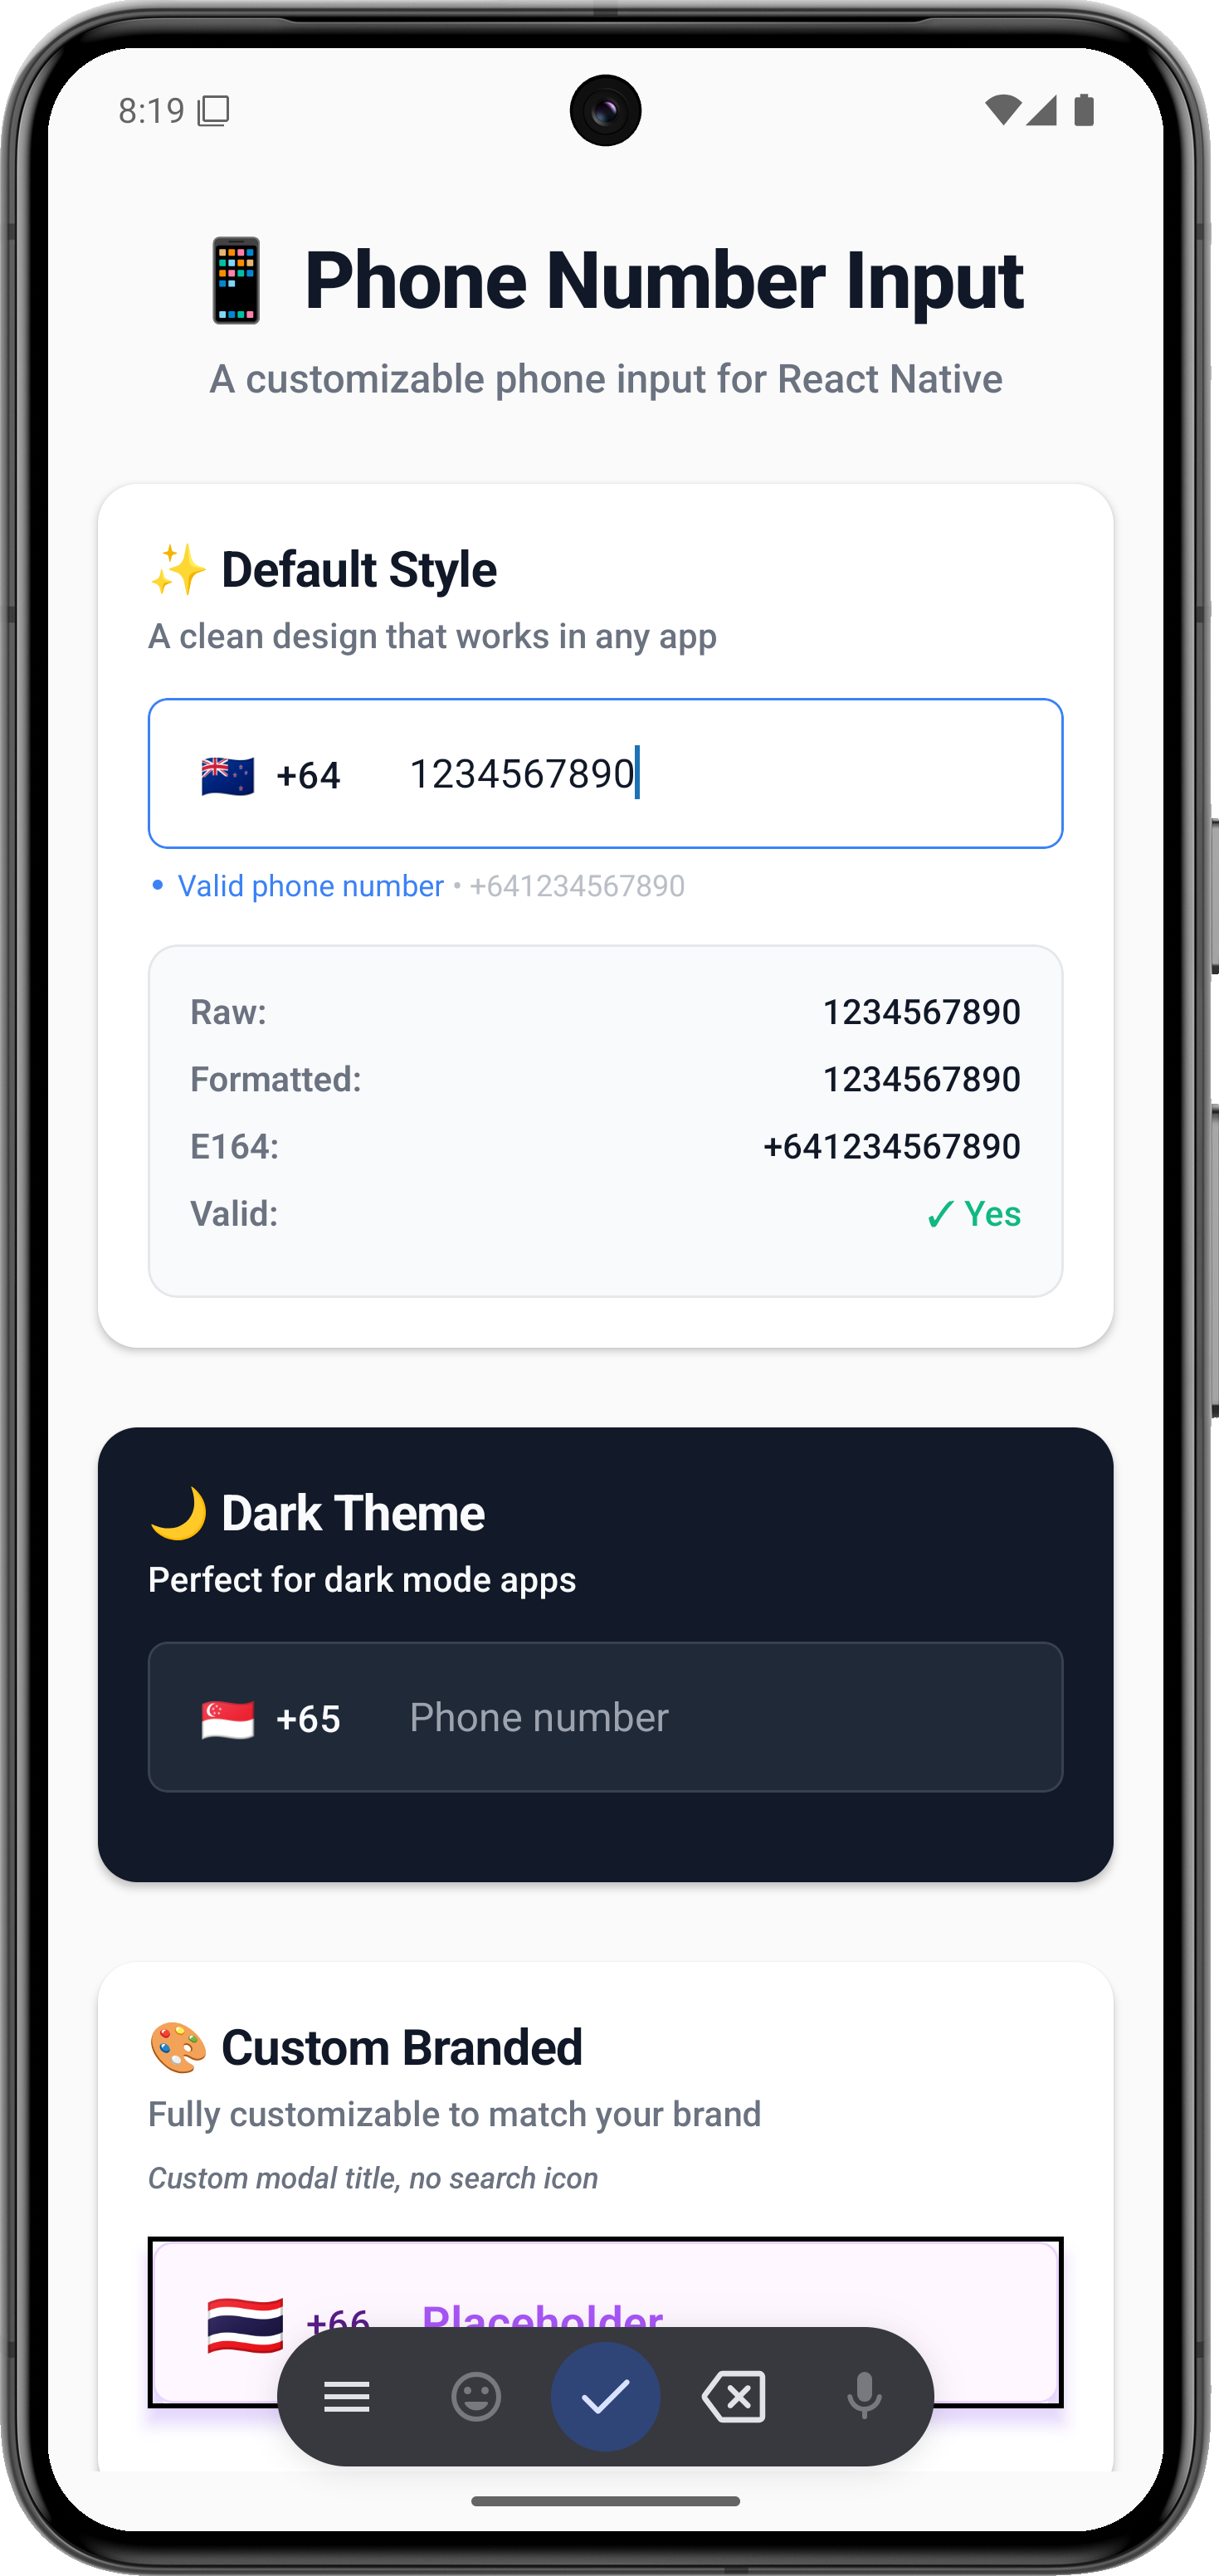 8:19
📱 Phone Number Input
A customizable phone input for React Native
✨ Default Style
A clean design that works in any app
🇳🇿 +64 1234567890
• Valid phone number • +641234567890
Raw: 1234567890
Formatted: 1234567890
E164: +641234567890
Valid: ✓ Yes
🌙 Dark Theme
Perfect for dark mode apps
🇸🇬 +65 Phone number
🎨 Custom Branded
Fully customizable to match your brand
Custom modal title, no search icon
🇹🇭 +66 Placeholder